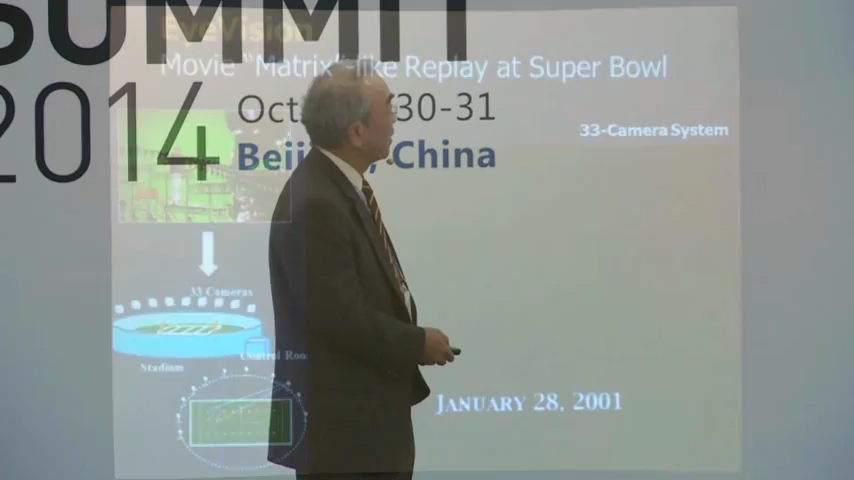 SUMMIT
2014
EyeVision
Movie "Matrix"-like Replay at Super Bowl
30-31
33-Camera System
China
33 Cameras
Stadium
JANUARY 28, 2001